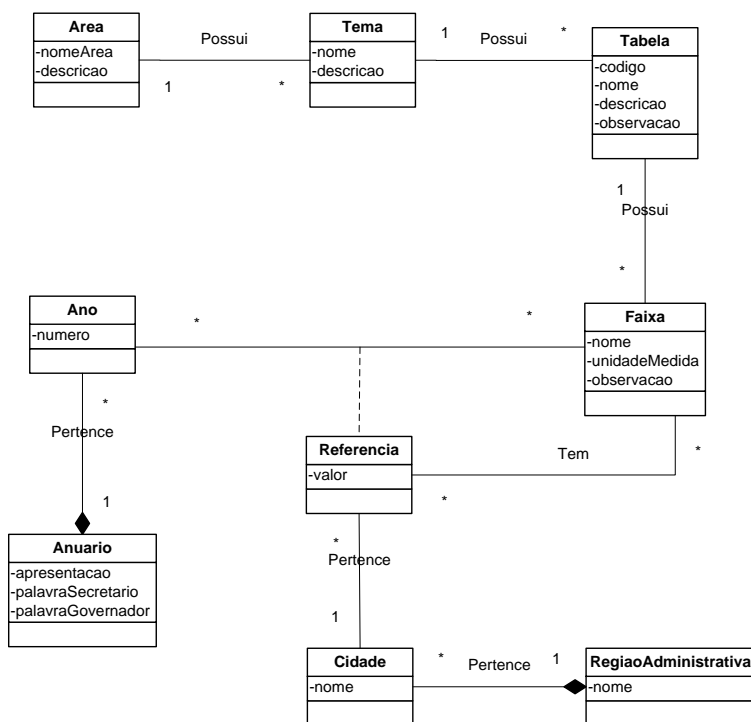 Area
-nomeArea
-descricao
Possui
1
*
Tema
-nome
-descricao
1
Possui
*
Tabela
-codigo
-nome
-descricao
-observacao
1
Possui
*
Ano
-numero
*
*
Faixa
-nome
-unidadeMedida
-observacao
*
Pertence
1
Referencia
-valor
Tem
*
*
Anuario
-apresentacao
-palavraSecretario
-palavraGovernador
*
Pertence
1
Cidade
-nome
*
Pertence
1
RegiaoAdministrativa
-nome